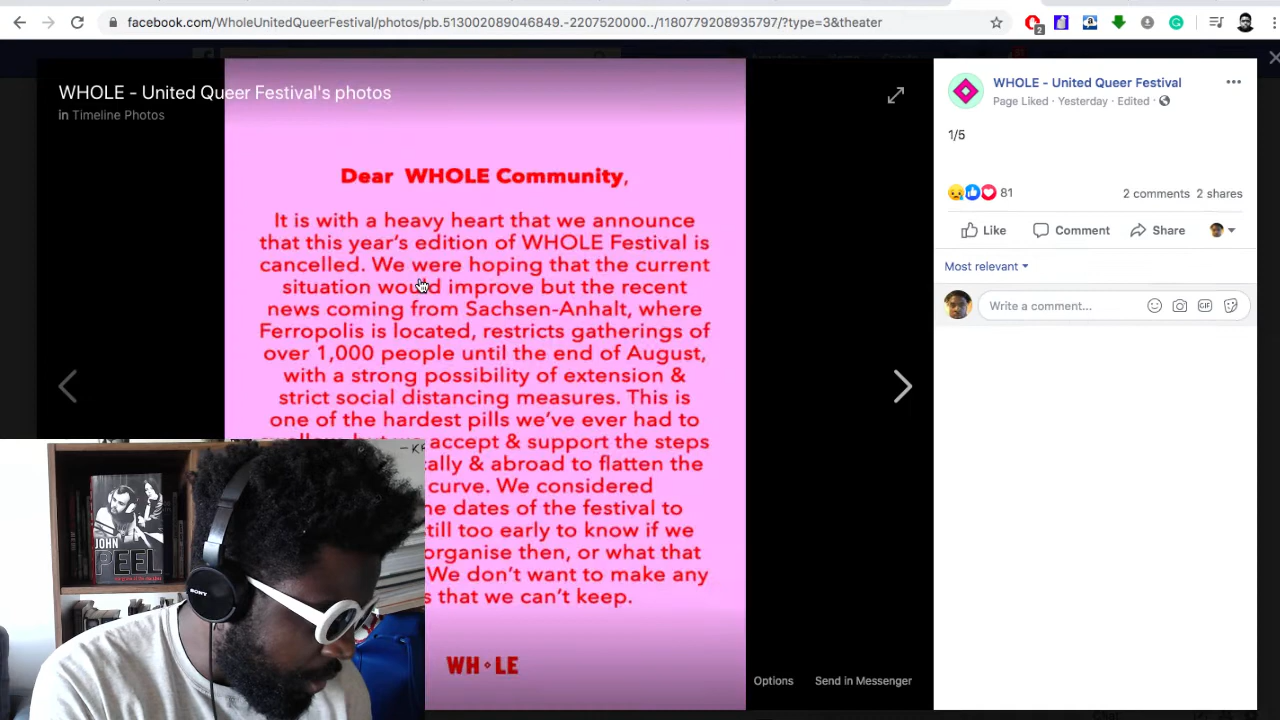 facebook.com/WholeUnitedQueerFestival/photos/pb.513002089046849.-2207520000../1180779208935797/?type=3&theater
2
WHOLE - United Queer Festival's photos
in Timeline Photos
Dear WHOLE Community,
It is with a heavy heart that we announce
that this year's edition of WHOLE Festival is
cancelled. We were hoping that the current
situation would improve but the recent
news coming from Sachsen-Anhalt, where
Ferropolis is located, restricts gatherings of
over 1,000 people until the end of August,
with a strong possibility of extension &
strict social distancing measures. This is
one of the hardest pills we've ever had to
accept & support the steps
& abroad to flatten the
curve. We considered
dates of the festival to
too early to know if we
organise then, or what that
We don't want to make any
that we can't keep.
WH◇LE
Options
Send in Messenger
WHOLE - United Queer Festival
Page Liked · Yesterday · Edited ·
1/5
81
2 comments 2 shares
Like
Comment
Share
Most relevant
Write a comment...
GIF
JOHN
PEEL
SONY